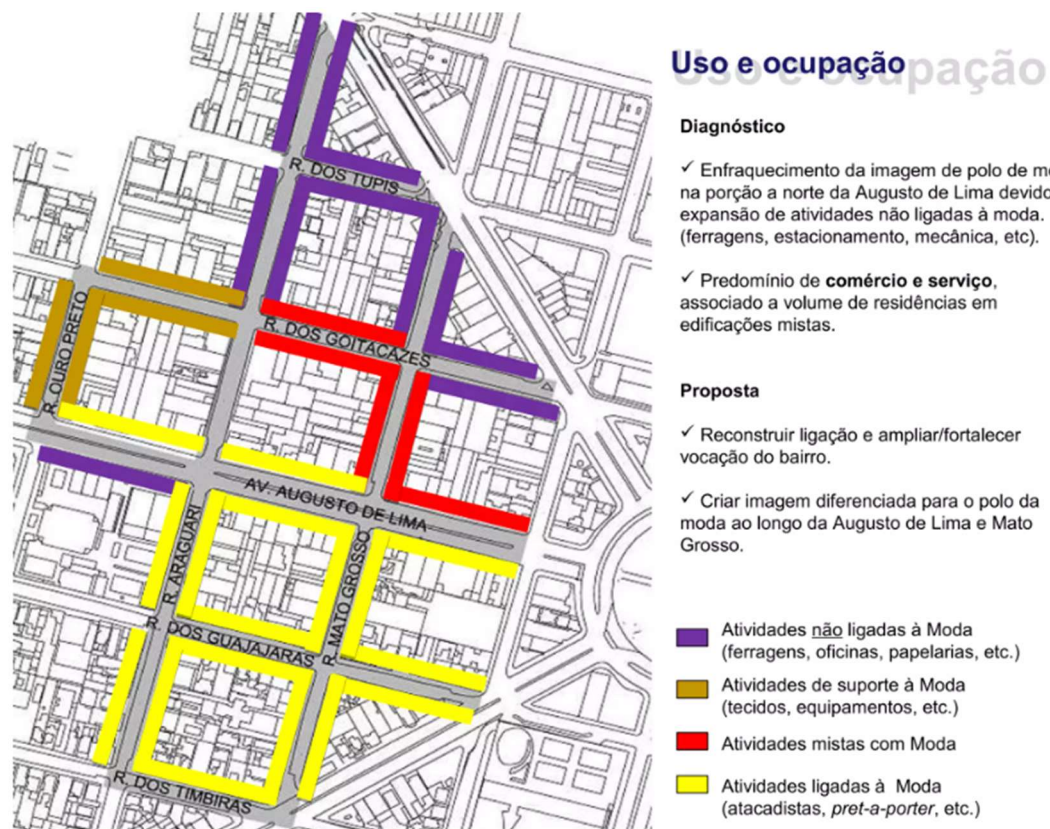 Uso e ocupação
Diagnóstico
✓ Enfraquecimento da imagem de polo de mo
na porção a norte da Augusto de Lima devido
expansão de atividades não ligadas à moda.
(ferragens, estacionamento, mecânica, etc).
✓ Predomínio de comércio e serviço,
associado a volume de residências em
edificações mistas.
Proposta
✓ Reconstruir ligação e ampliar/fortalecer
vocação do bairro.
✓ Criar imagem diferenciada para o polo da
moda ao longo da Augusto de Lima e Mato
Grosso.
Atividades não ligadas à Moda
(ferragens, oficinas, papelarias, etc.)
Atividades de suporte à Moda
(tecidos, equipamentos, etc.)
Atividades mistas com Moda
Atividades ligadas à Moda
(atacadistas, pret-a-porter, etc.)
R. DOS TUPIS
R. OURO PRETO
R. DOS GOITACAZES
AV. AUGUSTO DE LIMA
R. ARAGUARI
R. MATO GROSSO
R. DOS GUAJAJARAS
R. DOS TIMBIRAS